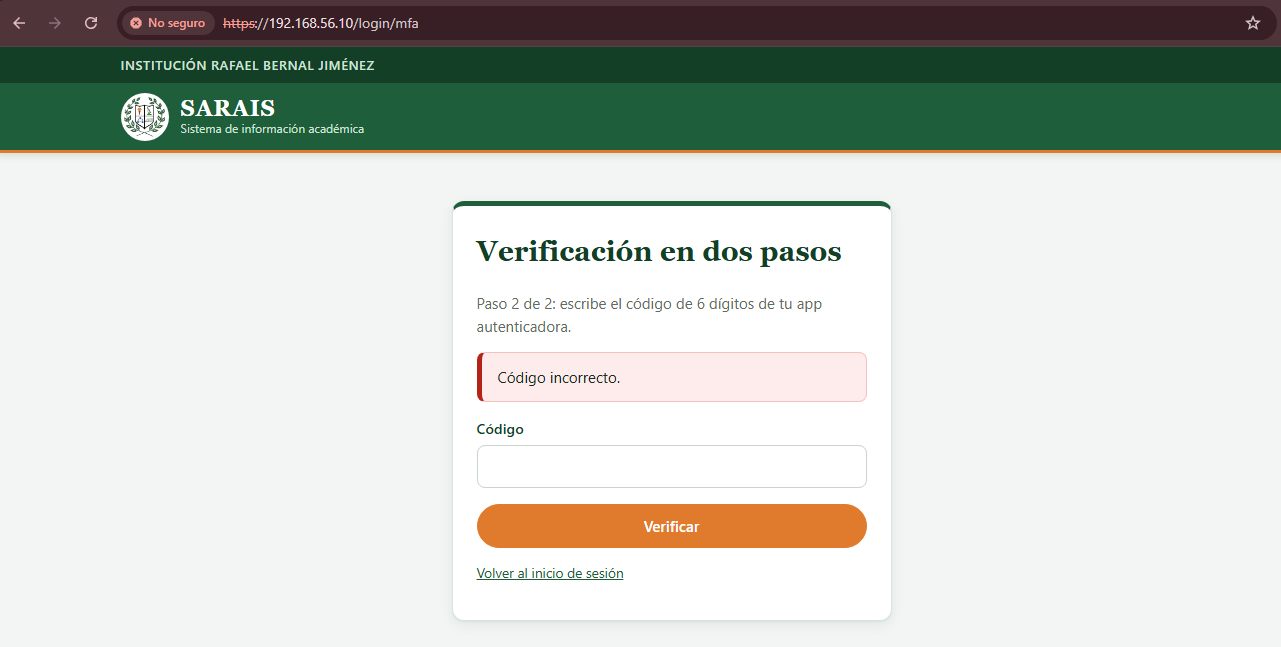 No seguro
https://192.168.56.10/login/mfa
INSTITUCIÓN RAFAEL BERNAL JIMÉNEZ
SARAIS
Sistema de información académica
Verificación en dos pasos
Paso 2 de 2: escribe el código de 6 dígitos de tu app
autenticadora.
Código incorrecto.
Código
Verificar
Volver al inicio de sesión